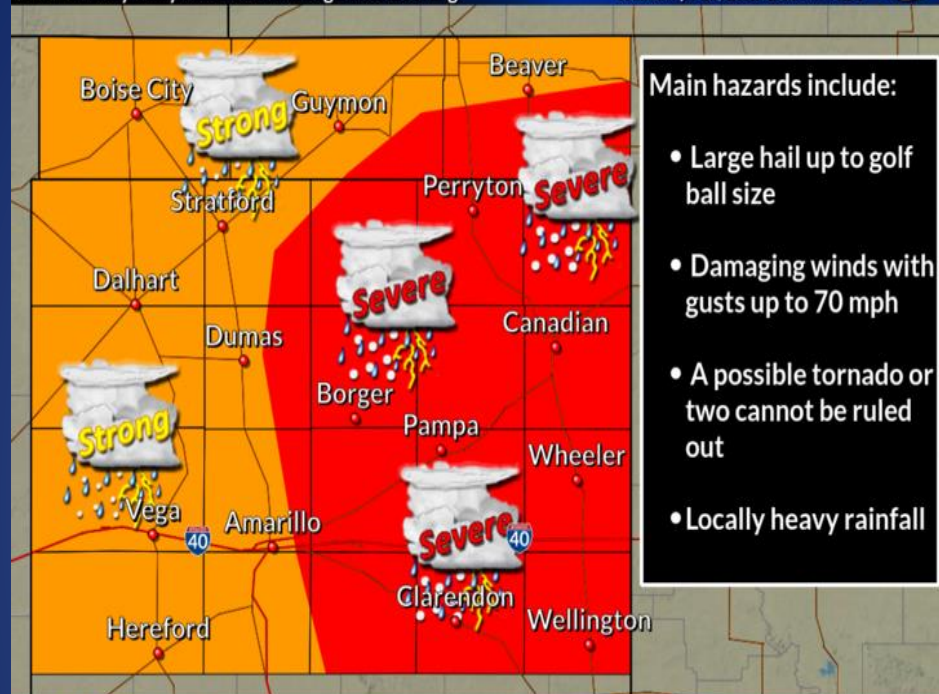 Beaver
Boise City
Guymon
Strong
Severe
Perryton
Stratford
Severe
Dalhart
Canadian
Dumas
Borger
Strong
Pampa
Wheeler
Vega
40
Amarillo
Severe
40
Clarendon
Wellington
Hereford
Main hazards include:
• Large hail up to golf
ball size
• Damaging winds with
gusts up to 70 mph
• A possible tornado or
two cannot be ruled
out
• Locally heavy rainfall